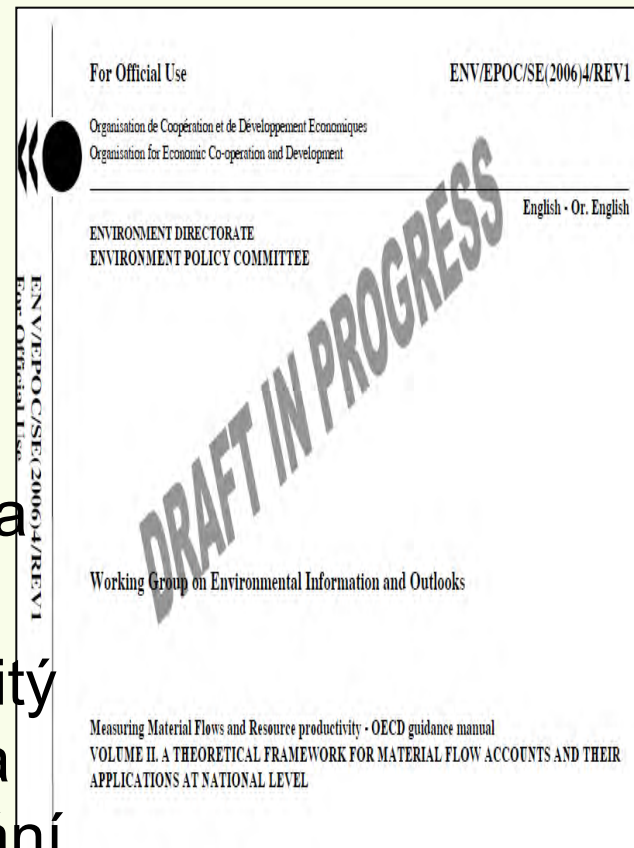 For Official Use ENV/EPOC/SE(2006)4/REV1
Organisation de Coopération et de Développement Economiques
Organisation for Economic Co-operation and Development
English - Or. English
ENVIRONMENT DIRECTORATE
ENVIRONMENT POLICY COMMITTEE
DRAFT IN PROGRESS
ENV/EPOC/SE(2006)4/REV1
For Official Use
Working Group on Environmental Information and Outlooks
Measuring Material Flows and Resource productivity - OECD guidance manual
VOLUME II. A THEORETICAL FRAMEWORK FOR MATERIAL FLOW ACCOUNTS AND THEIR
APPLICATIONS AT NATIONAL LEVEL
a
itý